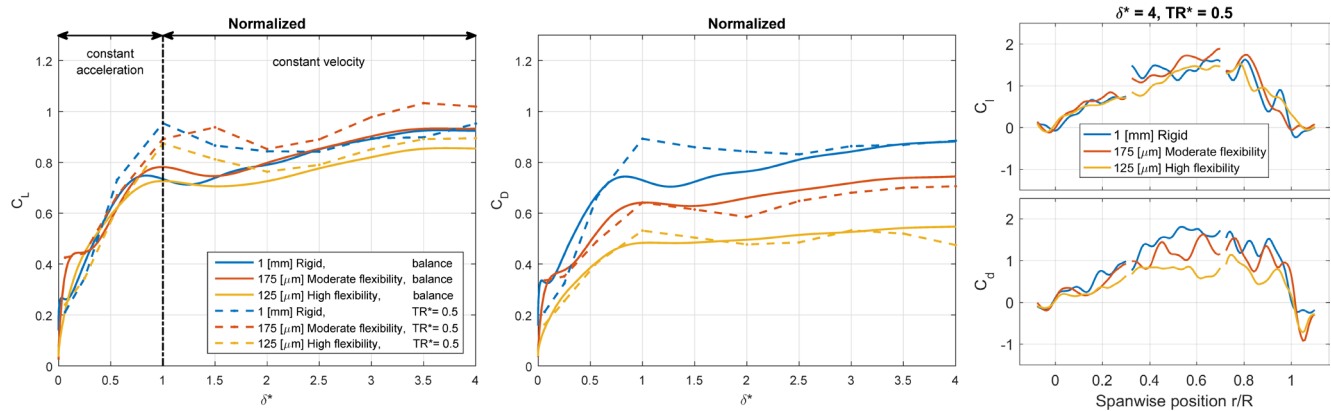 Normalized
constant acceleration
constant velocity
1.2
1
0.8
0.6
0.4
0.2
0
C_L
1 [mm] Rigid, balance
175 [μm] Moderate flexibility, balance
125 [μm] High flexibility, balance
1 [mm] Rigid, TR*= 0.5
175 [μm] Moderate flexibility, TR*= 0.5
125 [μm] High flexibility, TR*= 0.5
0 0.5 1 1.5 2 2.5 3 3.5 4
δ*
Normalized
1.2
1
0.8
0.6
0.4
0.2
0
C_D
0 0.5 1 1.5 2 2.5 3 3.5 4
δ*
δ* = 4, TR* = 0.5
2
1
0
-1
C_l
1 [mm] Rigid
175 [μm] Moderate flexibility
125 [μm] High flexibility
2
1
0
-1
C_d
0 0.2 0.4 0.6 0.8 1
Spanwise position r/R